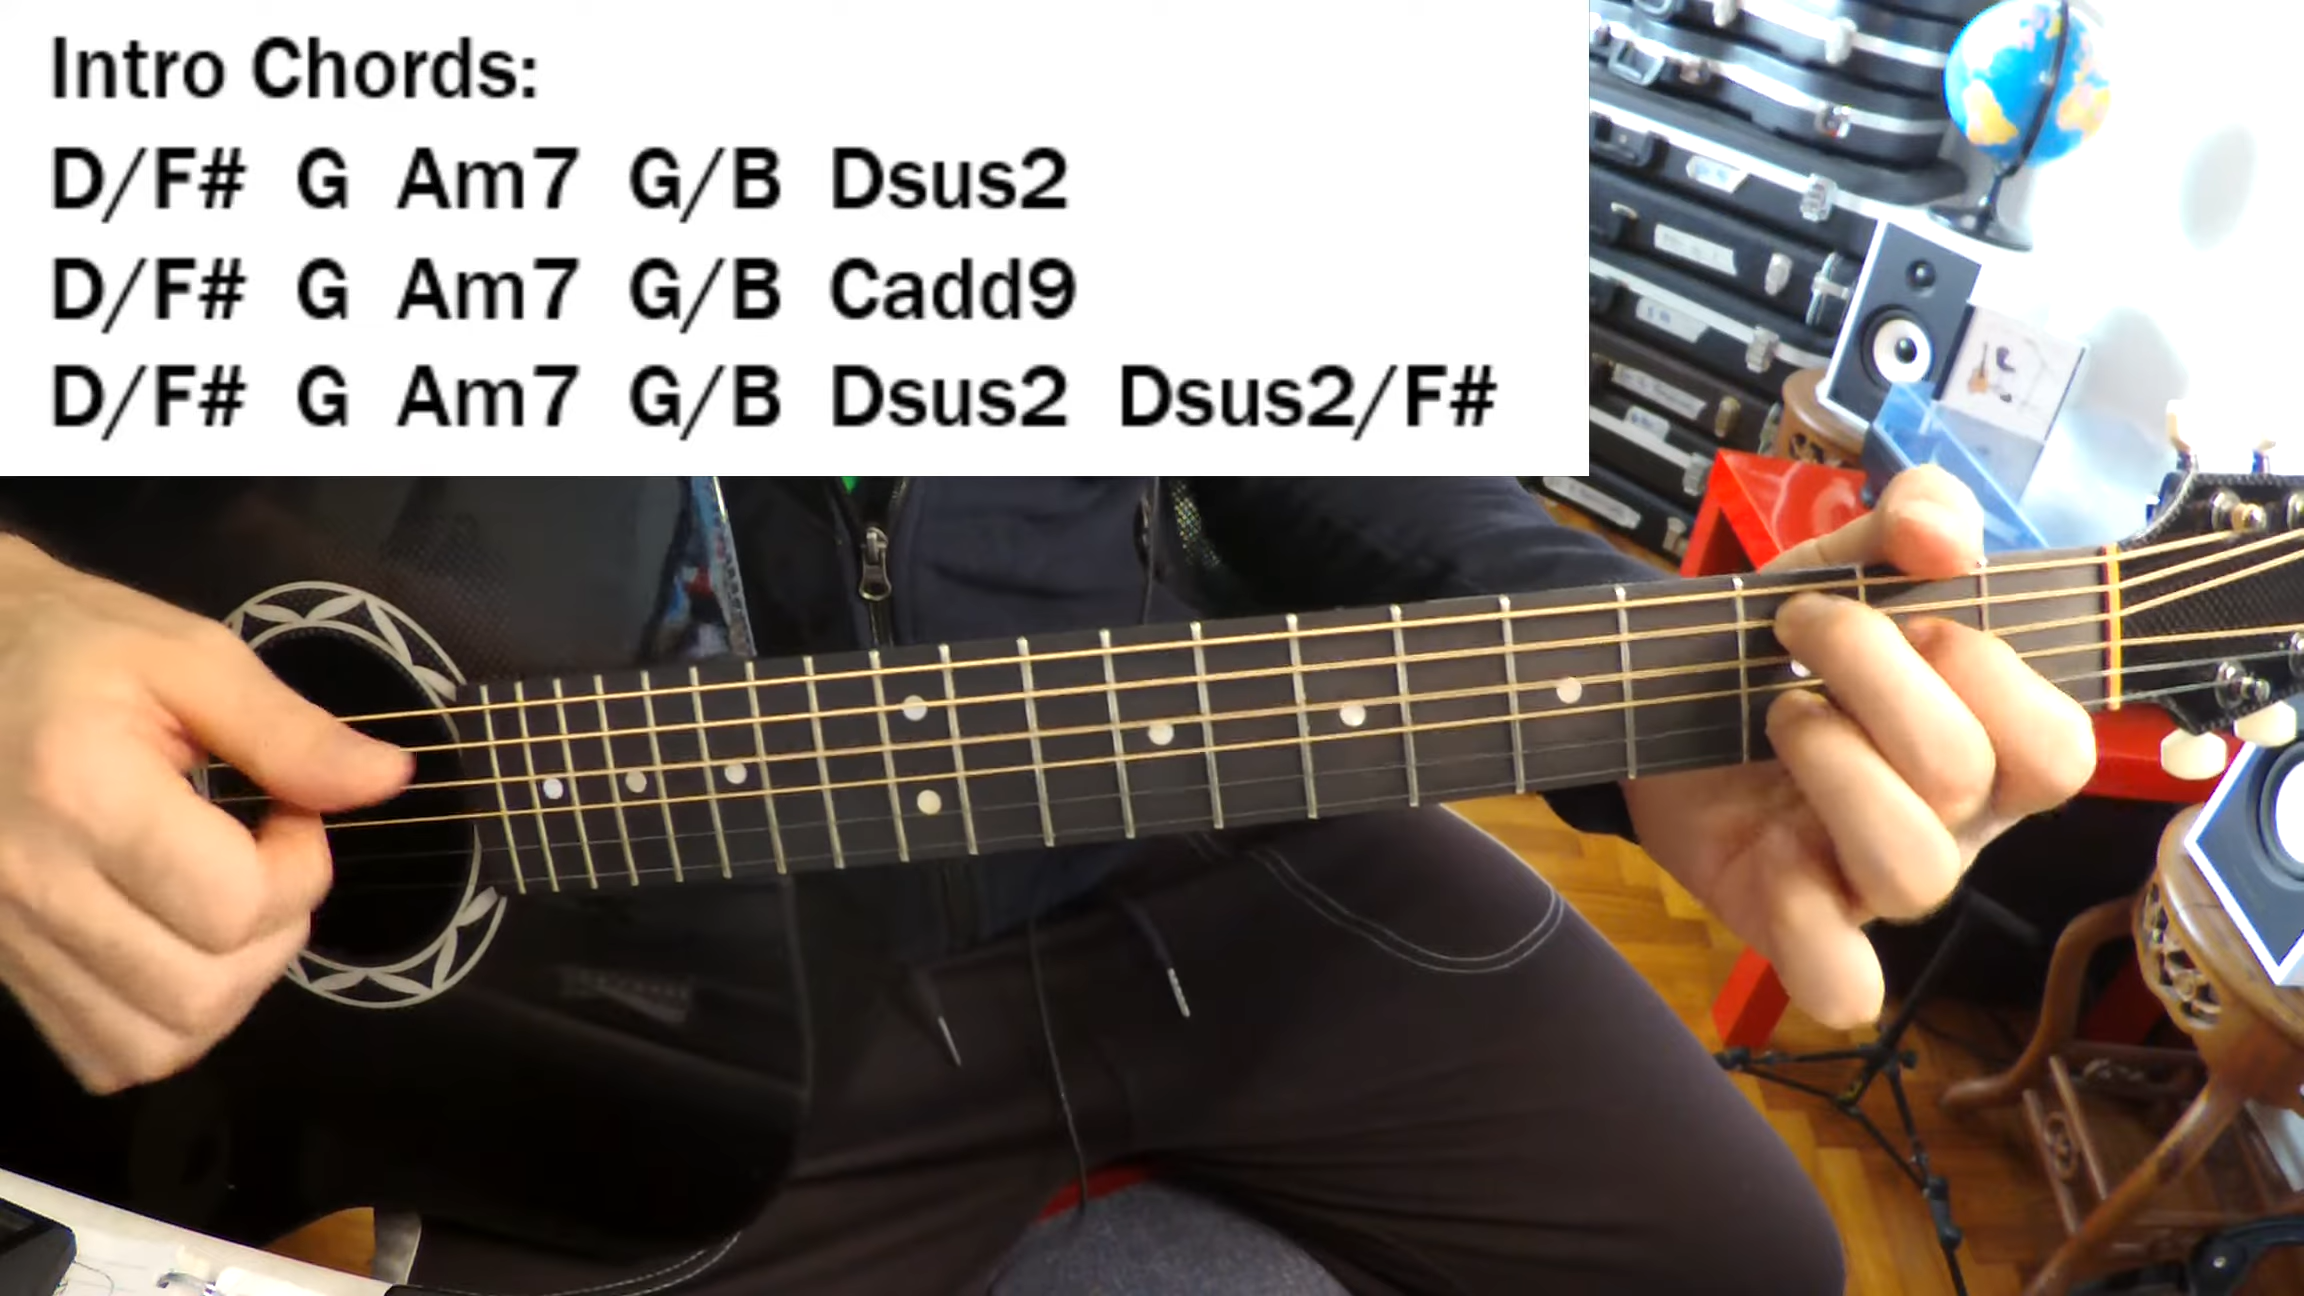 Intro Chords:
D/F# G Am7 G/B Dsus2
D/F# G Am7 G/B Cadd9
D/F# G Am7 G/B Dsus2 Dsus2/F#